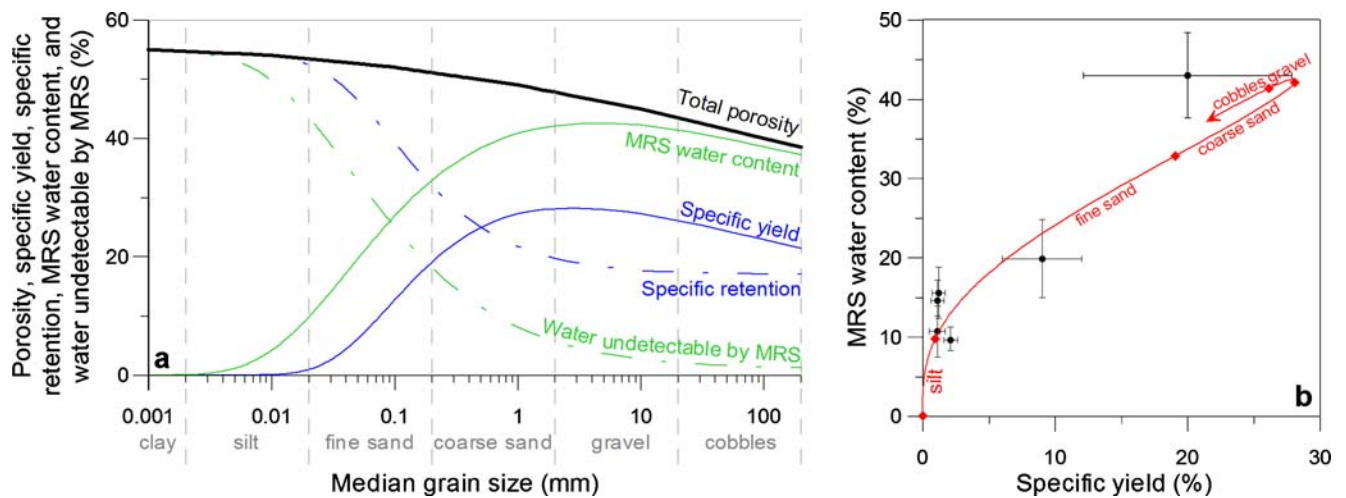 Porosity, specific yield, specific
retention, MRS water content, and
water undetectable by MRS (%)
60
40
20
0
Total porosity
MRS water content
Specific yield
Specific retention
Water undetectable by MRS
a
0.001
0.01
0.1
1
10
100
clay
silt
fine sand
coarse sand
gravel
cobbles
Median grain size (mm)
MRS water content (%)
50
40
30
20
10
0
cobbles
gravel
coarse sand
fine sand
silt
b
0
10
20
30
Specific yield (%)